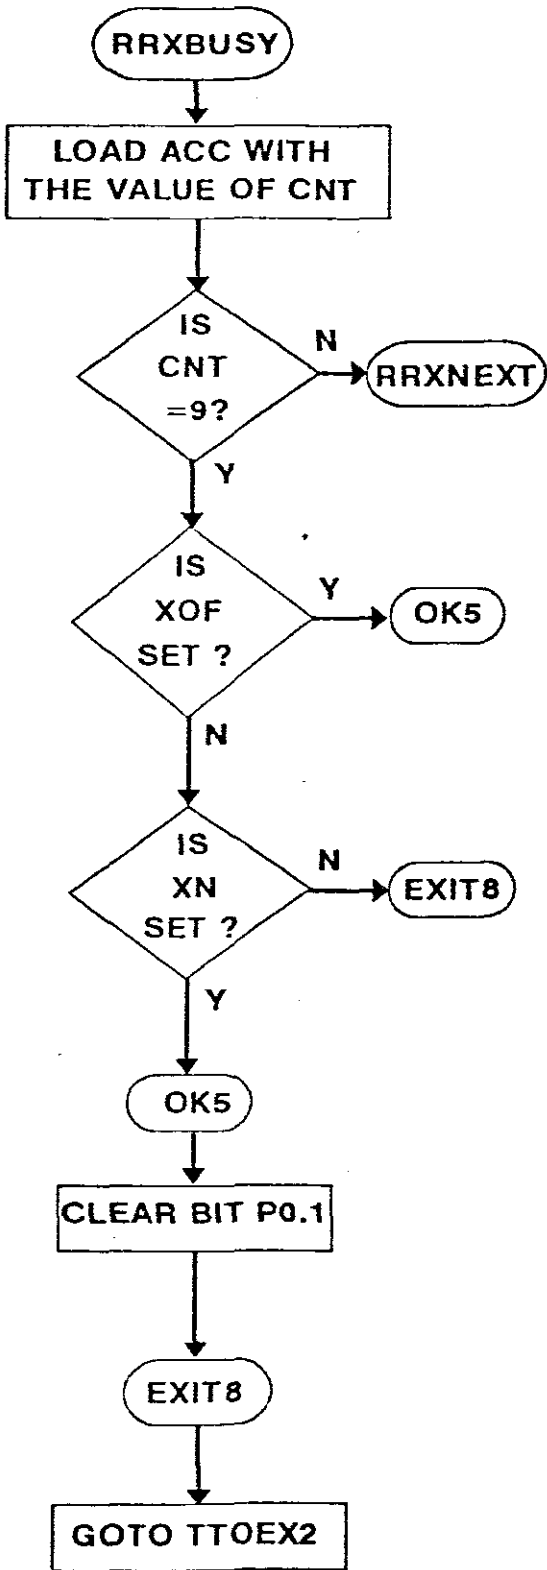 RRXBUSY
LOAD ACC WITH
THE VALUE OF CNT
IS
CNT
=9?
N
RRXNEXT
Y
IS
XOF
SET ?
Y
OK5
N
IS
XN
SET ?
N
EXIT8
Y
OK5
CLEAR BIT P0.1
EXIT8
GOTO TTOEX2